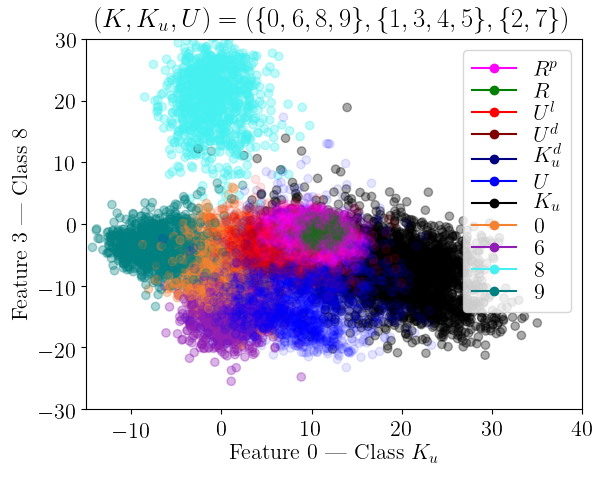 (K, K_u, U) = ({0, 6, 8, 9}, {1, 3, 4, 5}, {2, 7})
30
20
10
0
−10
−20
−30
Feature 3 — Class 8
R^p
R
U^l
U^d
K_u^d
U
K_u
0
6
8
9
−10
0
10
20
30
40
Feature 0 — Class K_u